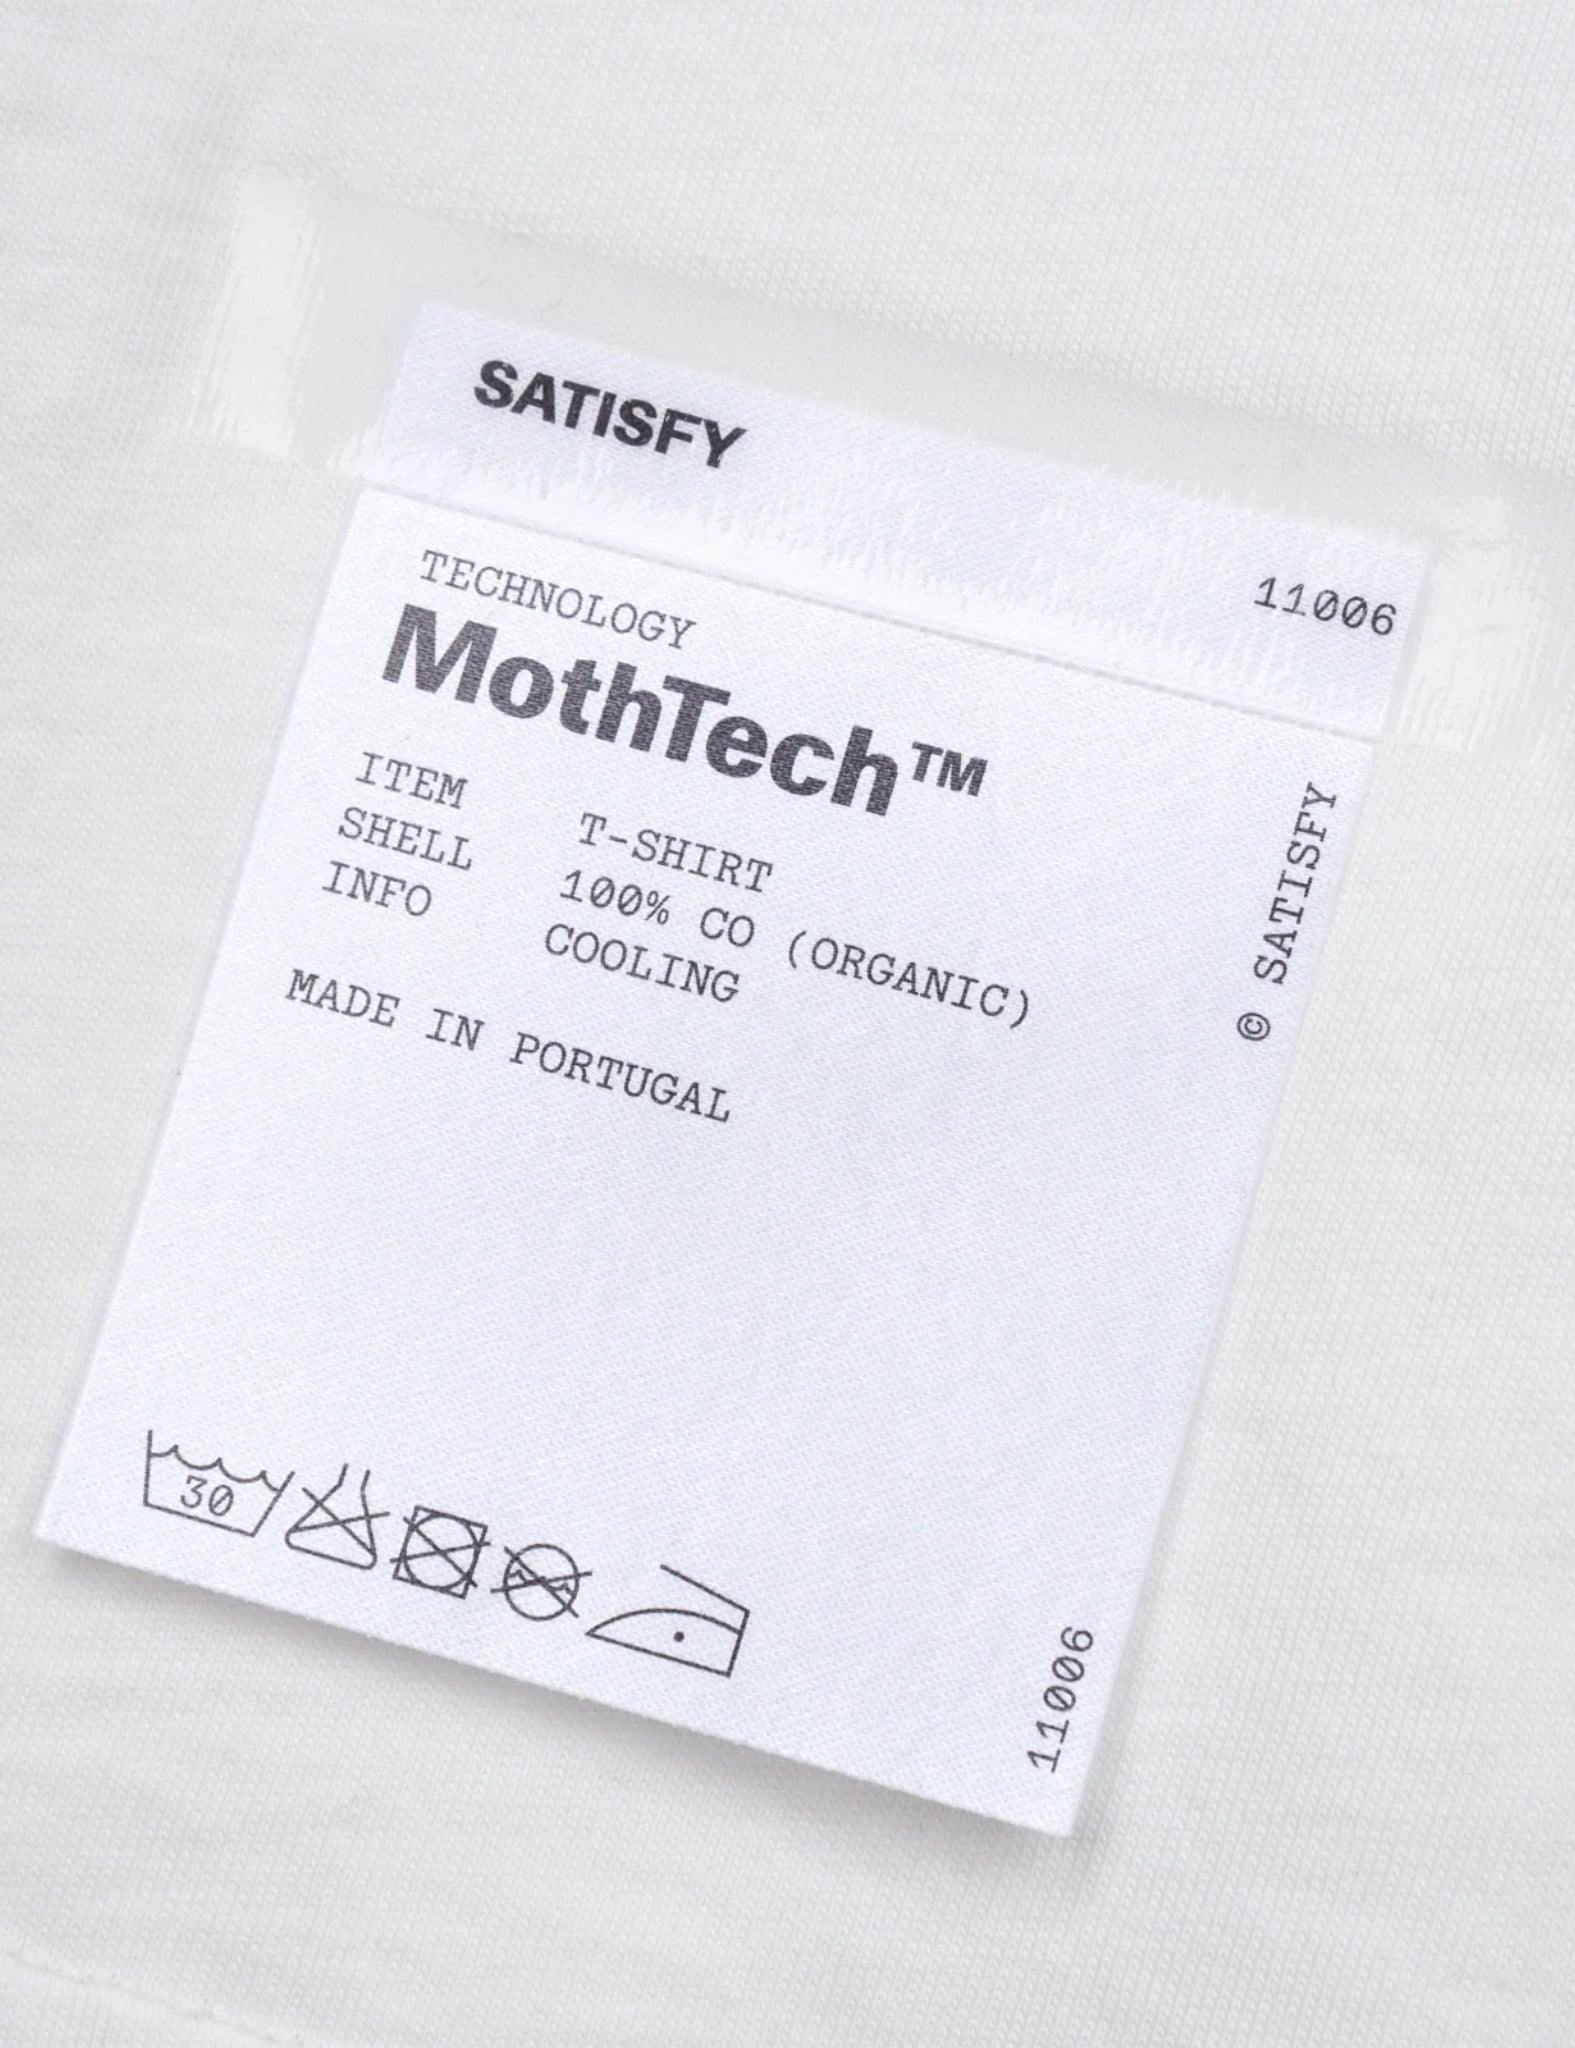 SATISFY
11006
TECHNOLOGY
MothTech™
ITEM T-SHIRT
SHELL 100% CO (ORGANIC)
INFO COOLING
MADE IN PORTUGAL
© SATISFY
30
11006